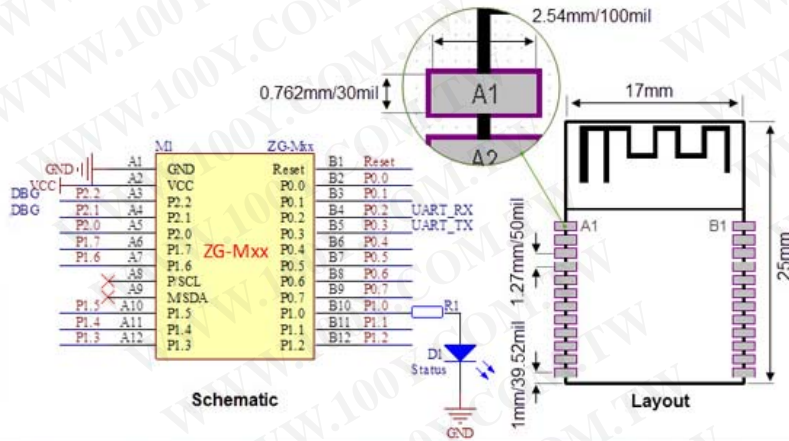 2.54mm/100mil
0.762mm/30mil
A1
A2
17mm
25mm
A1
B1
1.27mm/50mil
1mm/39.52mil
Layout
M1
ZG-Mxx
GND
A1
GND
Reset
B1
Reset
VCC
A2
VCC
P0.0
B2
P0.0
DBG
P2.2
A3
P2.2
P0.1
B3
P0.1
DBG
P2.1
A4
P2.1
P0.2
B4
P0.2
UART_RX
P2.0
A5
P2.0
P0.3
B5
P0.3
UART_TX
P1.7
A6
P1.7
P0.4
B6
P0.4
P1.6
A7
P1.6
P0.5
B7
P0.5
A8
P/SCL
P0.6
B8
P0.6
A9
M/SDA
P0.7
B9
P0.7
P1.5
A10
P1.5
P1.0
B10
P1.0
R1
P1.4
A11
P1.4
P1.1
B11
P1.1
P1.3
A12
P1.3
P1.2
B12
P1.2
ZG-Mxx
D1
Status
GND
Schematic
WWW.100Y.COM.TW